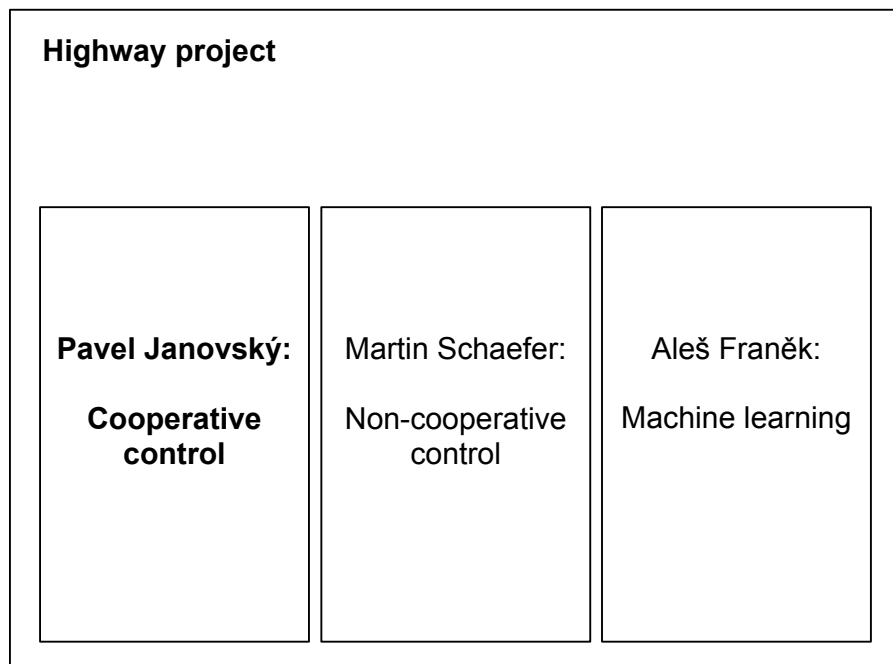 Highway project
Pavel Janovský:
Cooperative
control
Martin Schaefer:
Non-cooperative
control
Aleš Franěk:
Machine learning